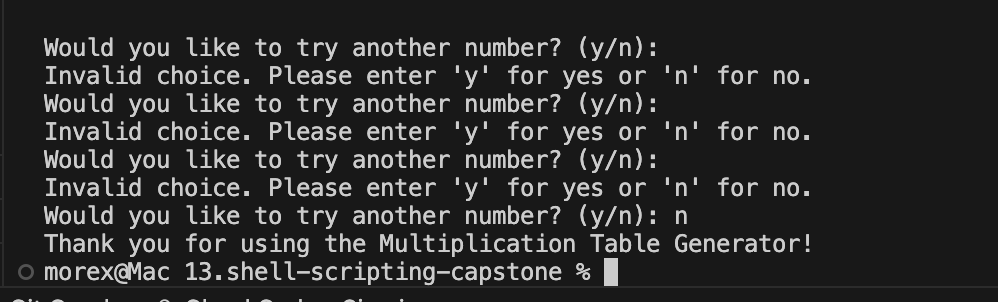 Would you like to try another number? (y/n):
Invalid choice. Please enter 'y' for yes or 'n' for no.
Would you like to try another number? (y/n):
Invalid choice. Please enter 'y' for yes or 'n' for no.
Would you like to try another number? (y/n):
Invalid choice. Please enter 'y' for yes or 'n' for no.
Would you like to try another number? (y/n): n
Thank you for using the Multiplication Table Generator!
morex@Mac 13.shell-scripting-capstone %